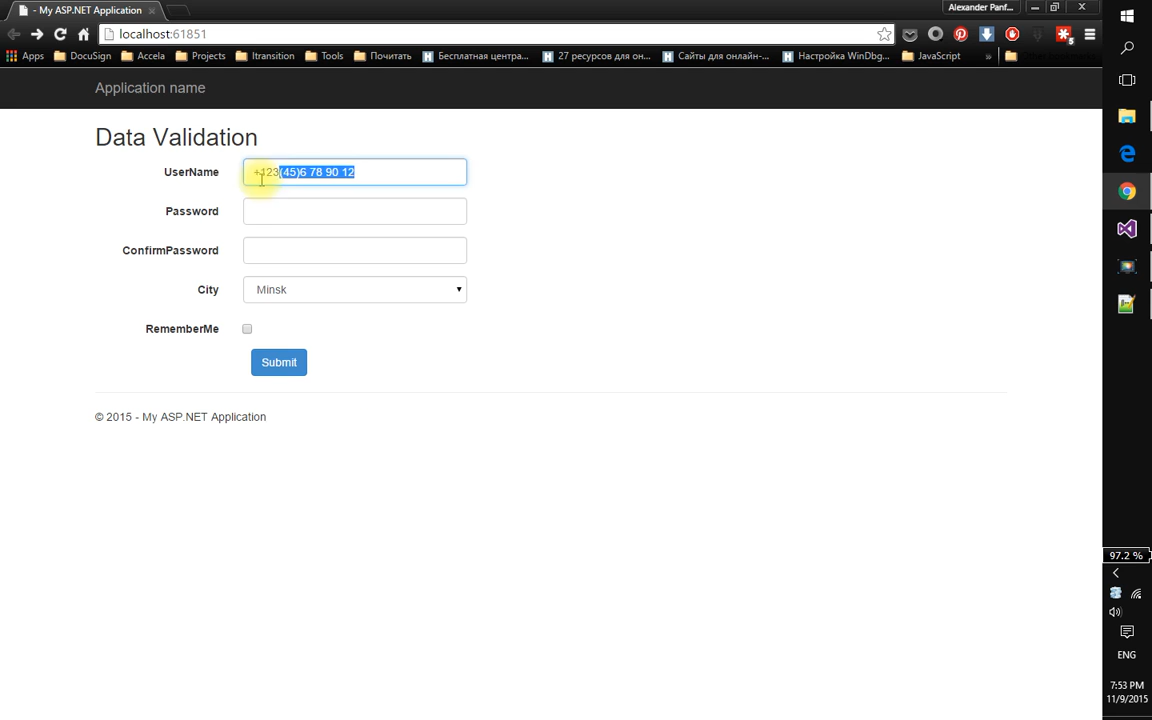 - My ASP.NET Application
Alexander Panf...
localhost:61851
Apps
DocuSign
Accela
Projects
Itransition
Tools
Почитать
Бесплатная центра...
27 ресурсов для он...
Сайты для онлайн-...
Настройка WinDbg...
JavaScript
»
Application name
Data Validation
UserName
+123(45)6 78 90 12
Password
ConfirmPassword
City
Minsk
RememberMe
Submit
© 2015 - My ASP.NET Application
5
97.2 %
ENG
7:53 PM
11/9/2015